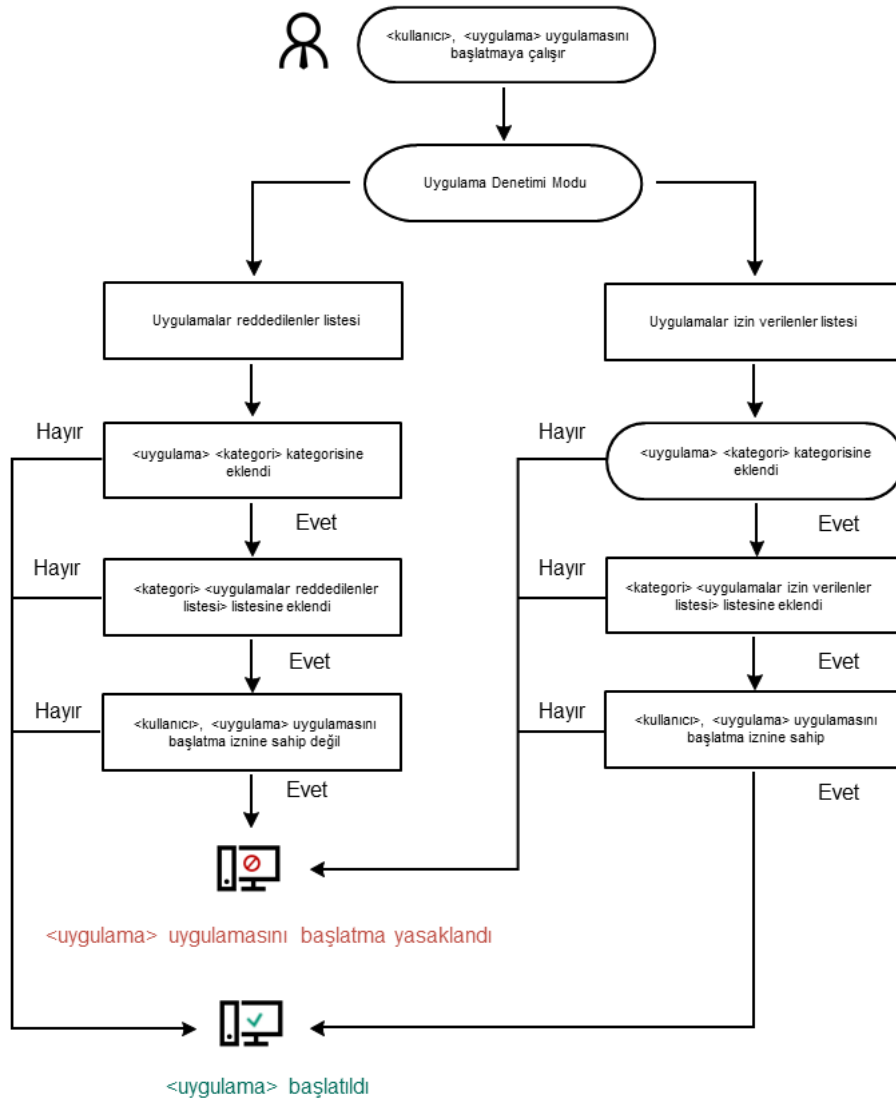 <kullanıcı>, <uygulama> uygulamasını
başlatmaya çalışır
Uygulama Denetimi Modu
Uygulamalar reddedilenler listesi
Uygulamalar izin verilenler listesi
Hayır
<uygulama> <kategori> kategorisine
eklendi
Hayır
<uygulama> <kategori> kategorisine
eklendi
Evet
Evet
Hayır
<kategori> <uygulamalar reddedilenler
listesi> listesine eklendi
Hayır
<kategori> <uygulamalar izin verilenler
listesi> listesine eklendi
Evet
Evet
Hayır
<kullanıcı>, <uygulama> uygulamasını
başlatma iznine sahip değil
Hayır
<kullanıcı>, <uygulama> uygulamasını
başlatma iznine sahip
Evet
Evet
<uygulama> uygulamasını başlatma yasaklandı
<uygulama> başlatıldı